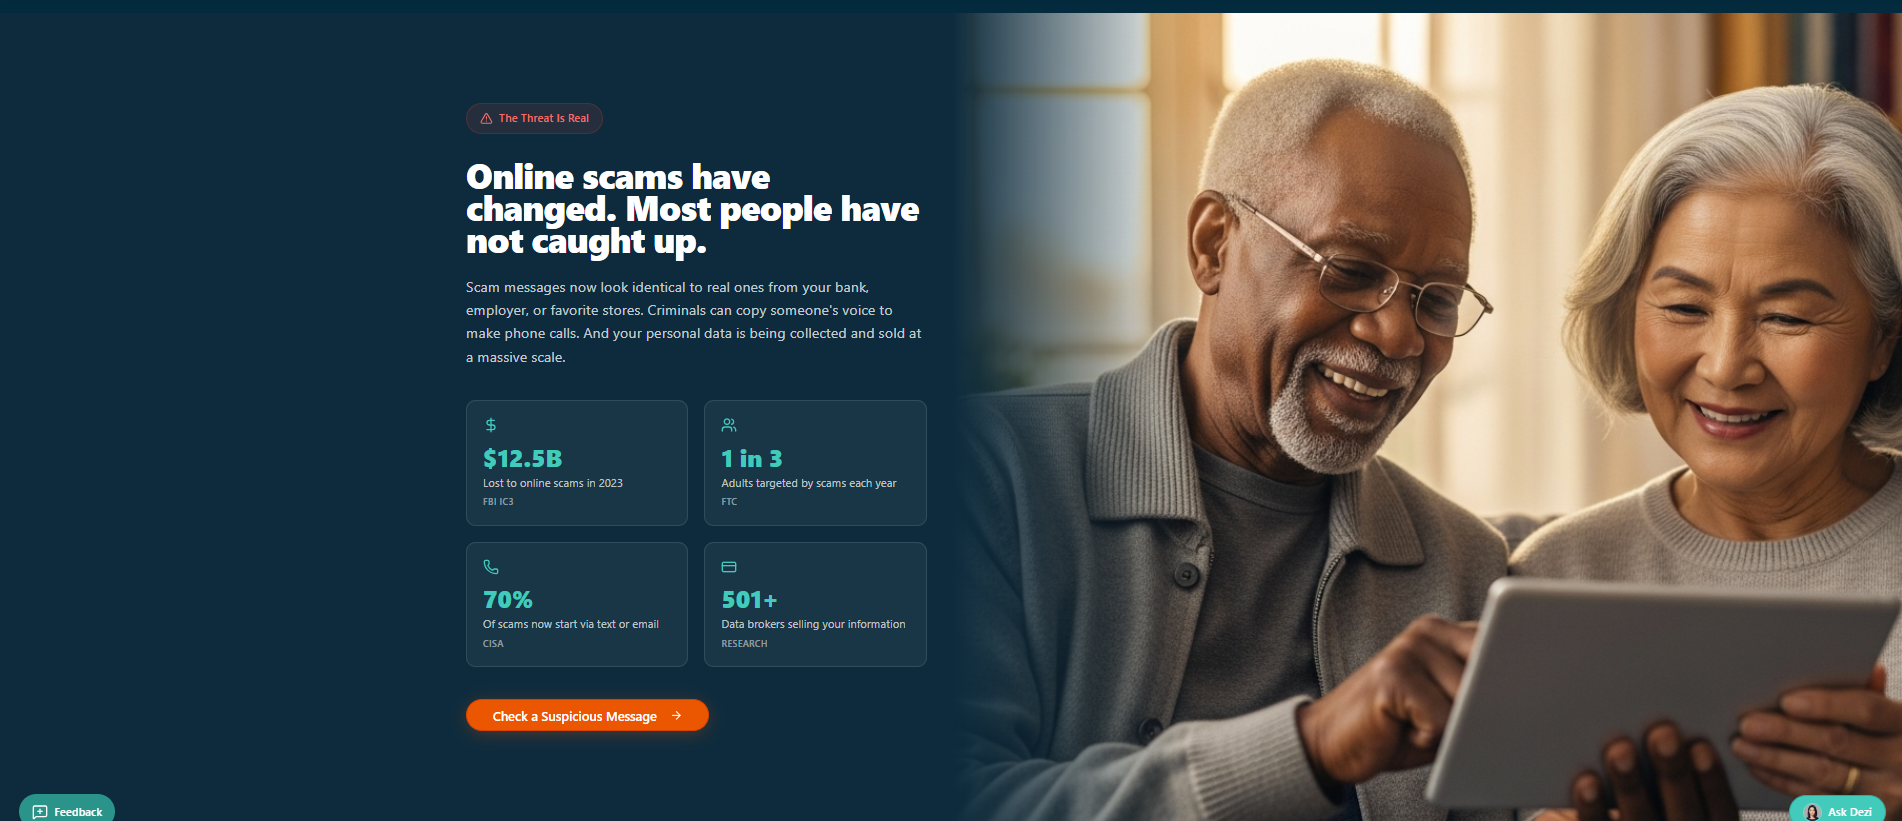 The Threat Is Real
Online scams have
changed. Most people have
not caught up.
Scam messages now look identical to real ones from your bank,
employer, or favorite stores. Criminals can copy someone's voice to
make phone calls. And your personal data is being collected and sold at
a massive scale.
$12.5B
Lost to online scams in 2023
FBI IC3
1 in 3
Adults targeted by scams each year
FTC
70%
Of scams now start via text or email
CISA
501+
Data brokers selling your information
RESEARCH
Check a Suspicious Message
Feedback
Ask Dezi